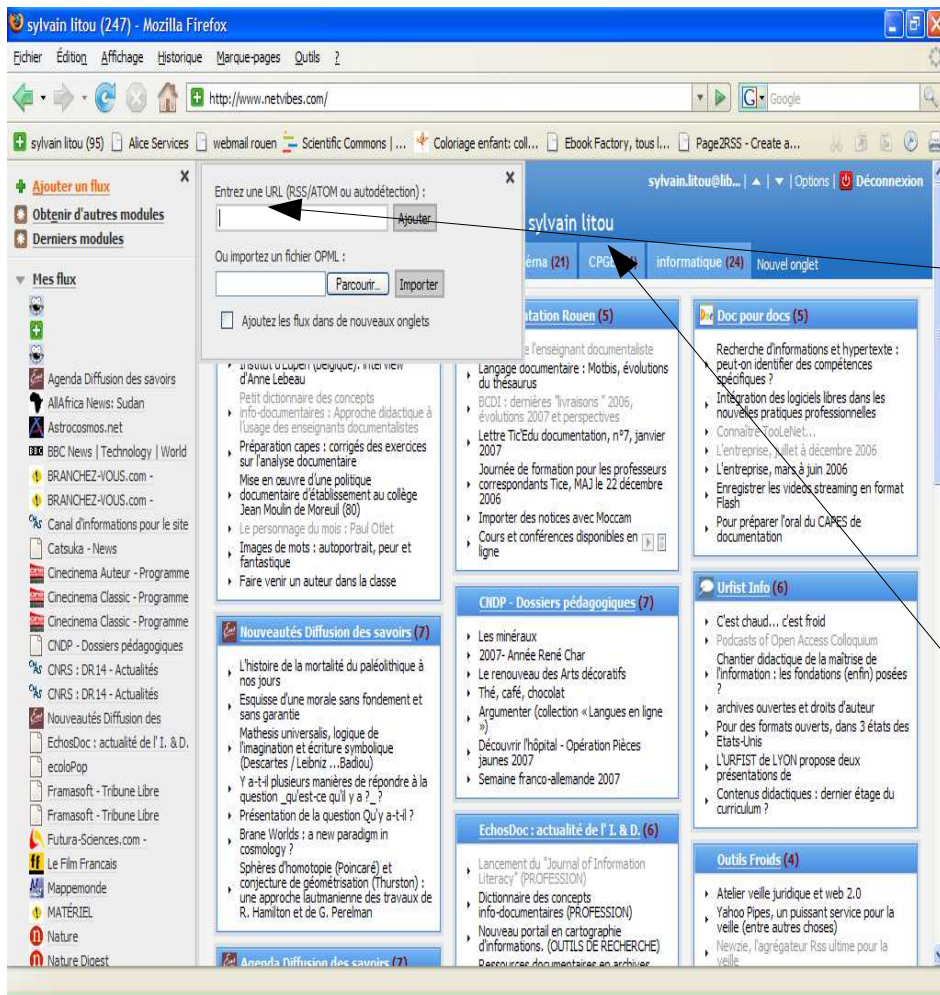 sylvain litou (247) - Mozilla Firefox
Fichier Édition Affichage Historique Marque-pages Outils ?
http://www.netvibes.com/
Google
sylvain litou (95) Alice Services webmail rouen Scientific Commons | ... Coloriage enfant: coll... Ebook Factory, tous l... Page2RSS - Create a...
Ajouter un flux
Obtenir d'autres modules
Derniers modules
Mes flux
Agenda Diffusion des savoirs
AllAfrica News: Sudan
Astrocosmos.net
BBC News | Technology | World
BRANCHEZ-VOUS.com -
BRANCHEZ-VOUS.com -
Canal d'informations pour le site
Catsuka - News
Cinecinema Auteur - Programme
Cinecinema Classic - Programme
Cinecinema Classic - Programme
CNDP - Dossiers pédagogiques
CNRS : DR14 - Actualités
CNRS : DR14 - Actualités
Nouveautés Diffusion des
EchosDoc : actualité de l' I. & D.
ecoloPop
Framasoft - Tribune Libre
Framasoft - Tribune Libre
Futura-Sciences.com -
Le Film Francais
Mappemonde
MATÉRIEL
Nature
Nature Digest
Entrez une URL (RSS/ATOM ou autodétection) :
Ajouter
Ou importez un fichier OPML :
Parcourir... Importer
Ajoutez les flux dans de nouveaux onglets
sylvain.litou@lib... | ▲ | ▼ | Options | Déconnexion
sylvain litou
éma (21) CPGE informatique (24) Nouvel onglet
Institut d'Eupen (Belgique). Interview
d'Anne Lebeau
Petit dictionnaire des concepts
info-documentaires : Approche didactique à
l'usage des enseignants documentalistes
Préparation capes : corrigés des exercices
sur l'analyse documentaire
Mise en œuvre d'une politique
documentaire d'établissement au collège
Jean Moulin de Moreuil (80)
Le personnage du mois : Paul Otlet
Images de mots : autoportrait, peur et
fantastique
Faire venir un auteur dans la classe
Nouveautés Diffusion des savoirs (7)
L'histoire de la mortalité du paléolithique à
nos jours
Esquisse d'une morale sans fondement et
sans garantie
Mathesis universalis, logique de
l'imagination et écriture symbolique
(Descartes / Leibniz ...Badiou)
Y a-t-il plusieurs manières de répondre à la
question _qu'est-ce qu'il y a ?_ ?
Présentation de la question Qu'y a-t-il ?
Brane Worlds : a new paradigm in
cosmology ?
Sphères d'homotopie (Poincaré) et
conjecture de géométrisation (Thurston) :
une approche lautmanienne des travaux de
R. Hamilton et de G. Perelman
Agenda Diffusion des savoirs (7)
ntation Rouen (5)
e l'enseignant documentaliste
Langage documentaire : Motbis, évolutions
du thésaurus
BCDI : dernières "livraisons " 2006,
évolutions 2007 et perspectives
Lettre Tic'Edu documentation, n°7, janvier
2007
Journée de formation pour les professeurs
correspondants Tice, MAJ le 22 décembre
2006
Importer des notices avec Moccam
Cours et conférences disponibles en
ligne
CNDP - Dossiers pédagogiques (7)
Les minéraux
2007- Année René Char
Le renouveau des Arts décoratifs
Thé, café, chocolat
Argumenter (collection « Langues en ligne
»)
Découvrir l'hôpital - Opération Pièces
jaunes 2007
Semaine franco-allemande 2007
EchosDoc : actualité de l' I. & D. (6)
Lancement du "Journal of Information
Literacy" (PROFESSION)
Dictionnaire des concepts
info-documentaires (PROFESSION)
Nouveau portail en cartographie
d'informations. (OUTILS DE RECHERCHE)
Ressources documentaires en archives
Doc pour docs (5)
Recherche d'informations et hypertexte :
peut-on identifier des compétences
spécifiques ?
Intégration des logiciels libres dans les
nouvelles pratiques professionnelles
Connaître TooLeNet...
L'entreprise, juillet à décembre 2006
L'entreprise, mars à juin 2006
Enregistrer les vidéos streaming en format
Flash
Pour préparer l'oral du CAPES de
documentation
Urfist Info (6)
C'est chaud... c'est froid
Podcasts of Open Access Colloquium
Chantier didactique de la maîtrise de
l'information : les fondations (enfin) posées
?
archives ouvertes et droits d'auteur
Pour des formats ouverts, dans 3 états des
Etats-Unis
L'URFIST de LYON propose deux
présentations de
Contenus didactiques : dernier étage du
curriculum ?
Outils Froids (4)
Atelier veille juridique et web 2.0
Yahoo Pipes, un puissant service pour la
veille (entre autres choses)
Newzie, l'agrégateur Rss ultime pour la
veille